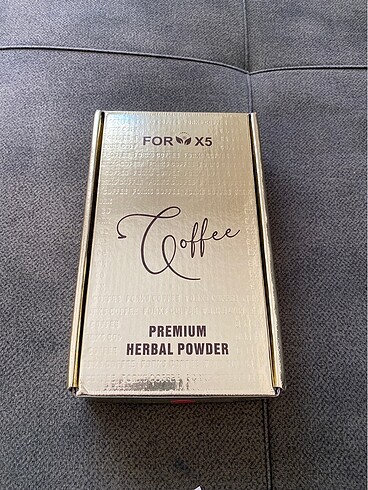 FOR X5
Coffee
PREMIUM
HERBAL POWDER